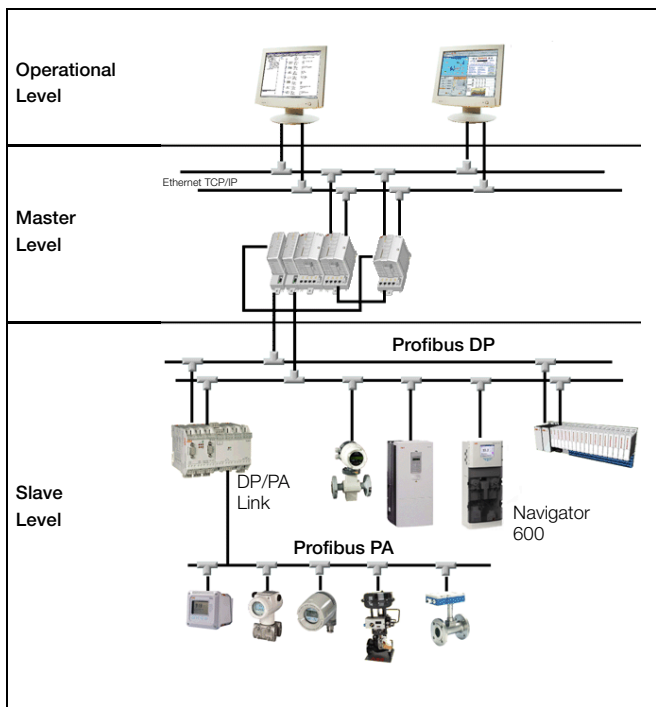 Operational
Level
Ethernet TCP/IP
Master
Level
Profibus DP
DP/PA
Link
Slave
Level
Navigator
600
Profibus PA